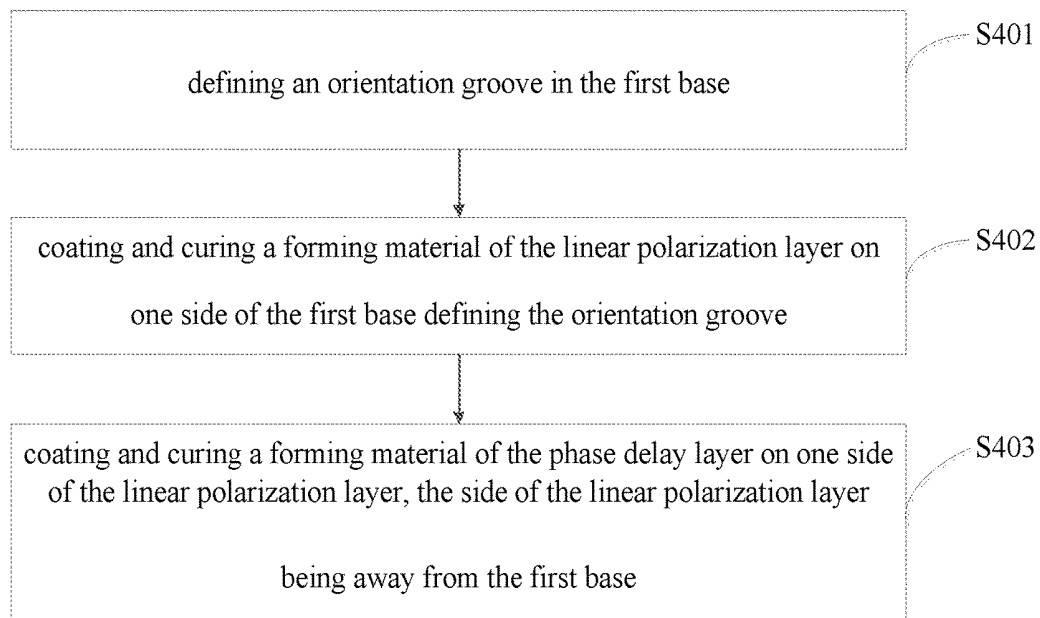 S401
defining an orientation groove in the first base
S402
coating and curing a forming material of the linear polarization layer on
one side of the first base defining the orientation groove
S403
coating and curing a forming material of the phase delay layer on one side
of the linear polarization layer, the side of the linear polarization layer
being away from the first base